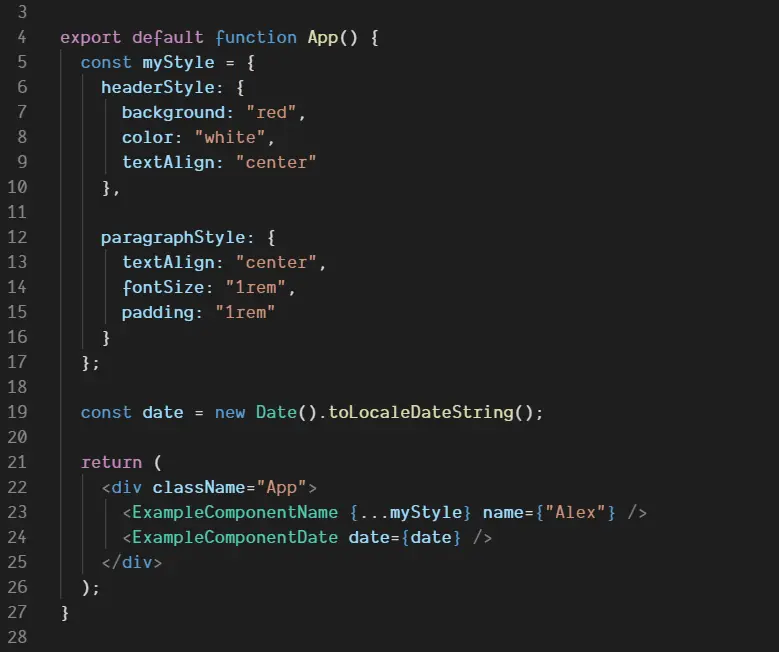 3
4 export default function App() {
5 const myStyle = {
6 headerStyle: {
7 background: "red",
8 color: "white",
9 textAlign: "center"
10 },
11
12 paragraphStyle: {
13 textAlign: "center",
14 fontSize: "1rem",
15 padding: "1rem"
16 }
17 };
18
19 const date = new Date().toLocaleDateString();
20
21 return (
22 <div className="App">
23 <ExampleComponentName {...myStyle} name={"Alex"} />
24 <ExampleComponentDate date={date} />
25 </div>
26 );
27 }
28